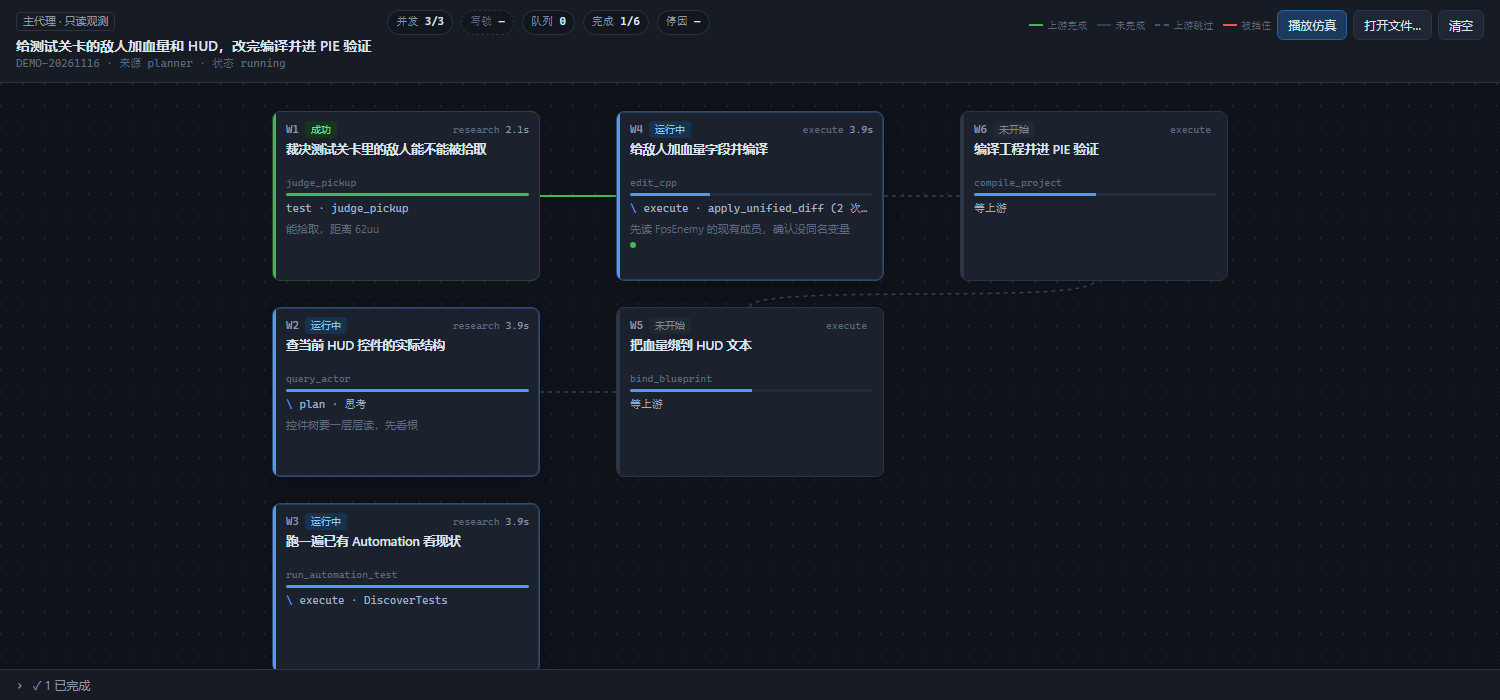 主代理 · 只读观测
给测试关卡的敌人加血量和 HUD，改完编译并进 PIE 验证
DEMO-20261116 · 来源 planner · 状态 running
并发 3/3 写锁 — 队列 0 完成 1/6 停因 —
上游完成 未完成 上游跳过 被挡住
播放仿真 打开文件… 清空
W1 成功 research 2.1s
裁决测试关卡里的敌人能不能被拾取
judge_pickup
test · judge_pickup
能拾取，距离 62uu
W4 运行中 execute 3.9s
给敌人加血量字段并编译
edit_cpp
\ execute · apply_unified_diff (2 次…
先读 FpsEnemy 的现有成员，确认没同名变量
W6 未开始 execute
编译工程并进 PIE 验证
compile_project
等上游
W2 运行中 research 3.9s
查当前 HUD 控件的实际结构
query_actor
\ plan · 思考
控件树要一层层读，先看根
W5 未开始 execute
把血量绑到 HUD 文本
bind_blueprint
等上游
W3 运行中 research 3.9s
跑一遍已有 Automation 看现状
run_automation_test
\ execute · DiscoverTests
› ✓ 1 已完成